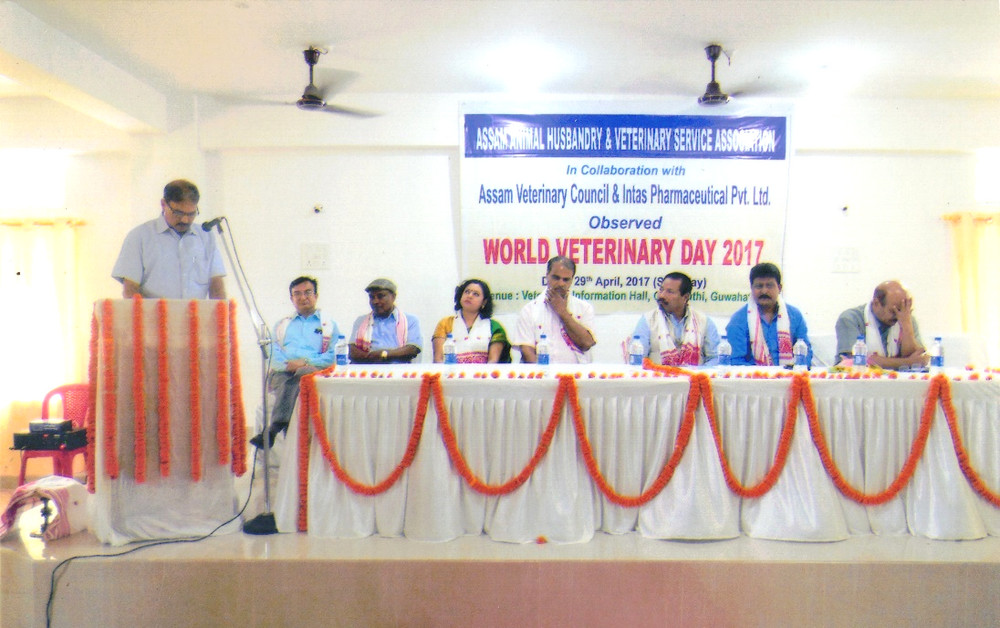 ASSAM ANIMAL HUSBANDRY & VETERINARY SERVICE ASSOCIATION
In Collaboration with
Assam Veterinary Council & Intas Pharmaceutical Pvt. Ltd.
Observed
WORLD VETERINARY DAY 2017
29th April, 2017
Information Hall,